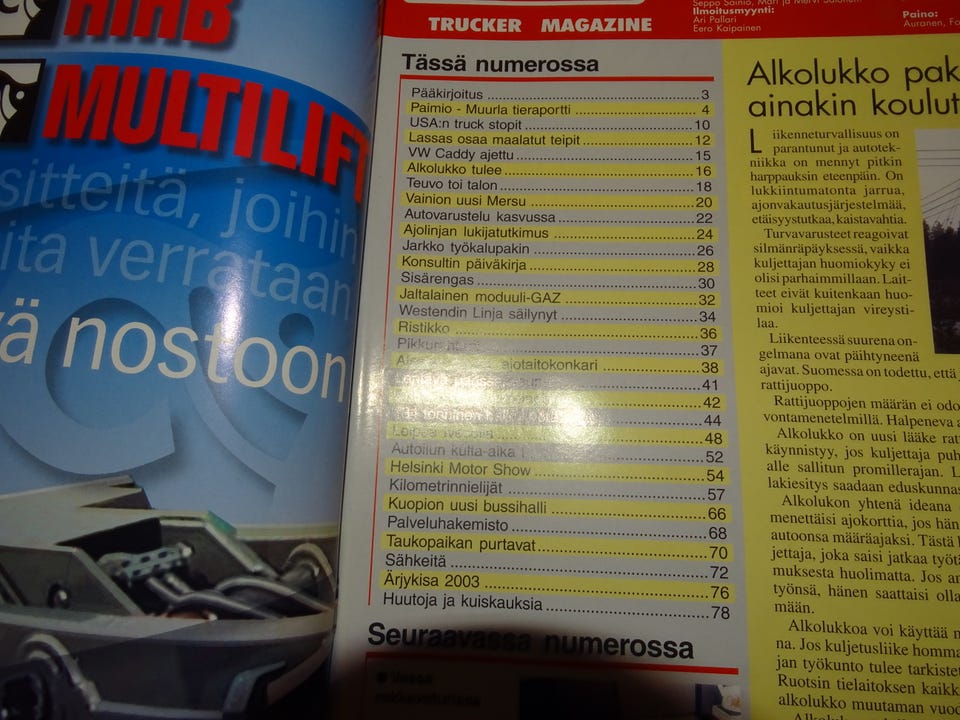 HIAB
MULTILIFT
sitteitä, joihin
ita verrataan
ä nostoon
TRUCKER MAGAZINE
Ilmoitusmyynti:
Ari Pallari
Eero Kaipainen
Paino:
Auranen,
Tässä numerossa
Pääkirjoitus 3
Paimio - Muurla tieraportti 4
USA:n truck stopit 10
Lassas osaa maalatut teipit 12
VW Caddy ajettu 15
Alkolukko tulee 16
Teuvo toi talon 18
Vainion uusi Mersu 20
Autovarustelu kasvussa 22
Ajolinjan lukijatutkimus 24
Jarkko työkalupakin 26
Konsultin päiväkirja 28
Sisärengas 30
Jaltalainen moduuli-GAZ 32
Westendin Linja säilynyt 34
Ristikko 36
37
ajotaitokonkari 38
41
42
44
48
Autoilun kulta-aika 52
Helsinki Motor Show 54
Kilometrinnielijät 57
Kuopion uusi bussihalli 66
Palveluhakemisto 68
Taukopaikan purtavat 70
Sähkeitä 72
Ärjykisa 2003 76
Huutoja ja kuiskauksia 78
Seuraavassa numerossa
Alkolukko pak
ainakin koulut
Liikenneturvallisuus on
parantunut ja autotek-
niikka on mennyt pitkin
harppauksin eteenpäin. On
lukkiintumatonta jarrua,
ajonvakautusjärjestelmää,
etäisyystutkaa, kaistavahtia.
Turvavarusteet reagoivat
silmänräpäyksessä, vaikka
kuljettajan huomiokyky ei
olisi parhaimmillaan. Lait-
teet eivät kuitenkaan huo-
mioi kuljettajan vireysti-
laa.
Liikenteessä suurena on-
gelmana ovat päihtyneenä
ajavat. Suomessa on todettu, että
rattijuoppo.
Rattijuoppojen määrän ei odo
vontamenetelmillä. Halpeneva a
Alkolukko on uusi lääke rat
käynnistyy, jos kuljettaja puh
alle sallitun promillerajan. L
lakiesitys saadaan eduskunnas
Alkolukon yhtenä ideana
menettäisi ajokorttia, jos hän
autoonsa määräajaksi. Tästä
jettaja, joka saisi jatkaa työt
muksesta huolimatta. Jos an
työnsä, hänen saattaisi olla
mään.
Alkolukkoa voi käyttää
na. Jos kuljetusliike homma
jan työkunto tulee tarkistet
Ruotsin tielaitoksen kaikk
alkolukko muutaman vuod